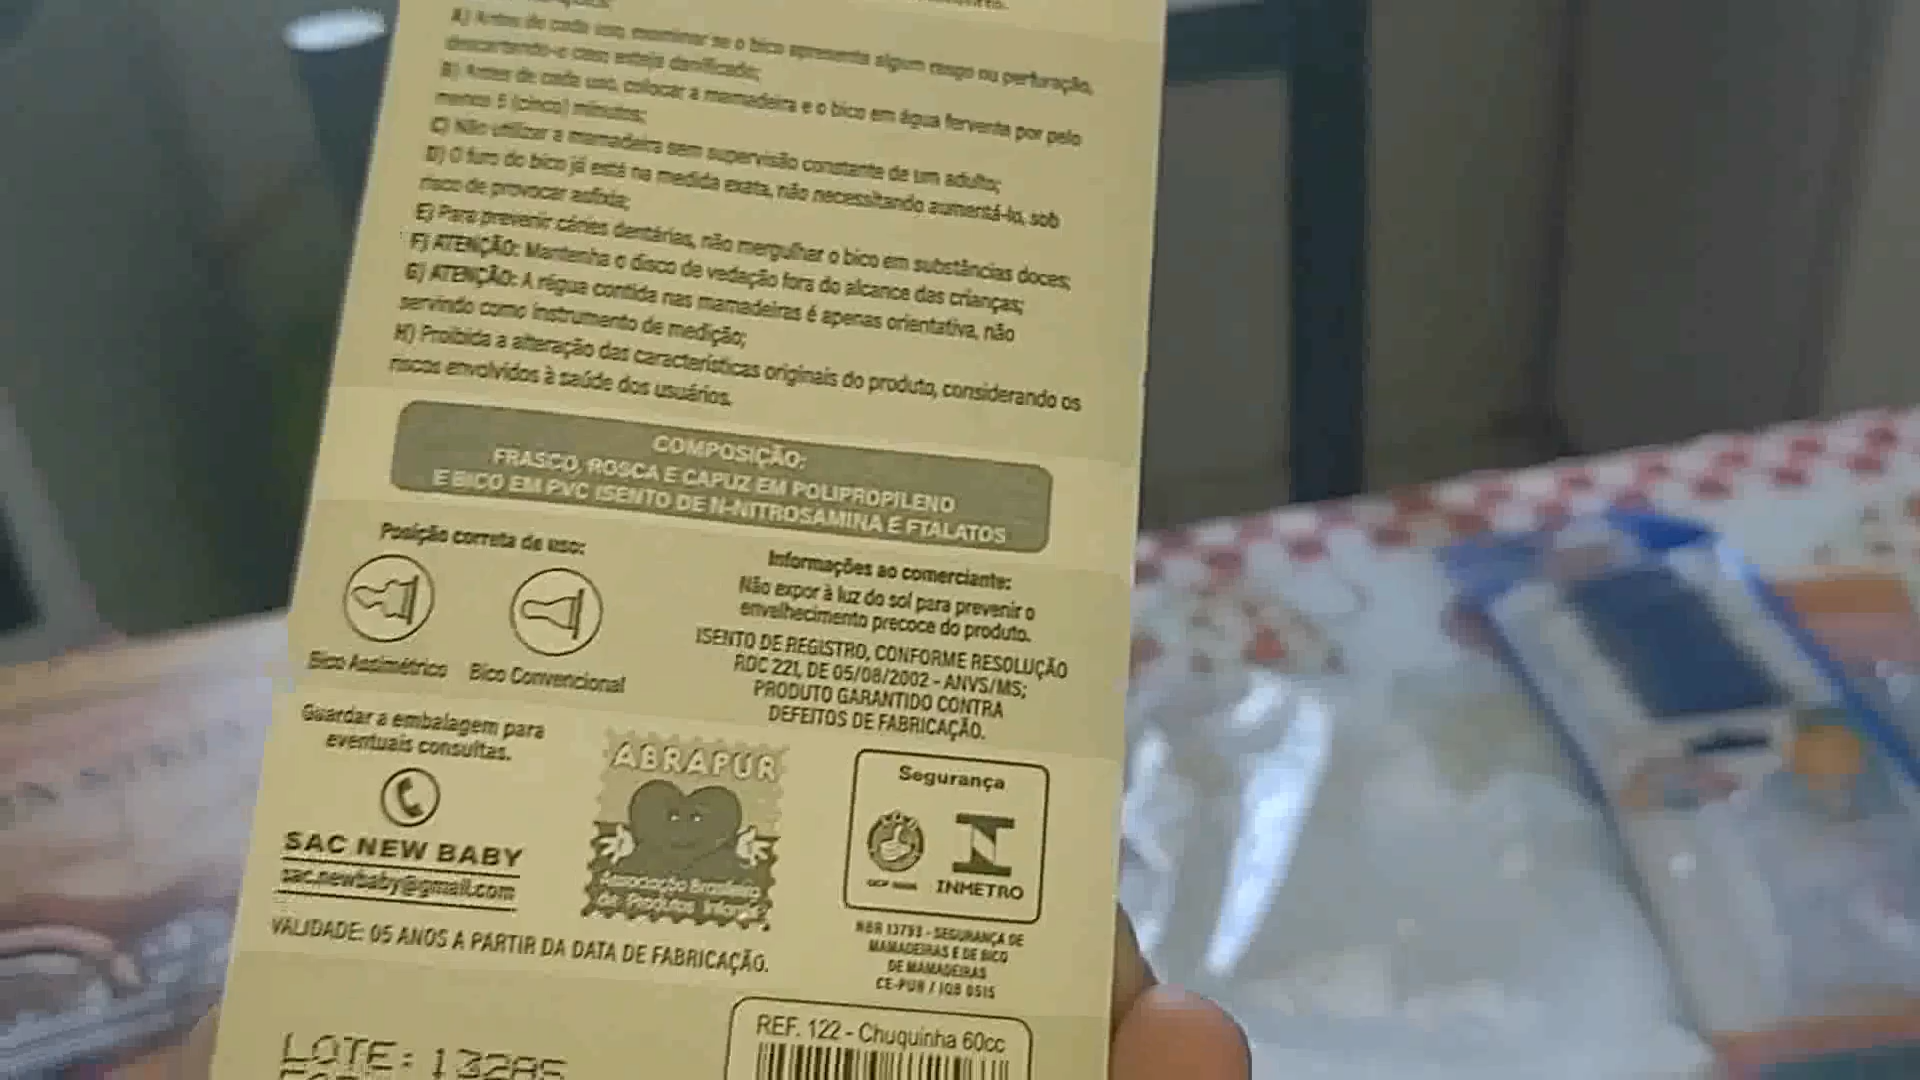 A) Antes de cada uso, examinar se o bico apresenta algum rasgo ou perfuração,
descartando-o caso esteja danificado;
B) Antes de cada uso, colocar a mamadeira e o bico em água fervente por pelo
menos 5 (cinco) minutos;
C) Não utilizar a mamadeira sem supervisão constante de um adulto;
D) O furo do bico já está na medida exata, não necessitando aumentá-lo, sob
risco de provocar asfixia;
E) Para prevenir cáries dentárias, não mergulhar o bico em substâncias doces;
F) ATENÇÃO: Mantenha o disco de vedação fora do alcance das crianças;
G) ATENÇÃO: A régua contida nas mamadeiras é apenas orientativa, não
servindo como instrumento de medição;
H) Proibida a alteração das características originais do produto, considerando os
riscos envolvidos à saúde dos usuários.
COMPOSIÇÃO:
FRASCO, ROSCA E CAPUZ EM POLIPROPILENO
E BICO EM PVC ISENTO DE N-NITROSAMINA E FTALATOS
Posição correta de uso:
Bico Assimétrico Bico Convencional
Informações ao comerciante:
Não expor à luz do sol para prevenir o
envelhecimento precoce do produto.
ISENTO DE REGISTRO, CONFORME RESOLUÇÃO
RDC 221, DE 05/08/2002 - ANVS/MS;
PRODUTO GARANTIDO CONTRA
DEFEITOS DE FABRICAÇÃO.
Guardar a embalagem para
eventuais consultas.
SAC NEW BABY
sac.newbaby@gmail.com
ABRAPUR
Associação Brasileira
de Produtos Infantis
Segurança
INMETRO
NBR 13793 - SEGURANÇA DE
MAMADEIRAS E DE BICO
DE MAMADEIRAS
CE-PUR / IQB 0515
VALIDADE: 05 ANOS A PARTIR DA DATA DE FABRICAÇÃO.
REF. 122 - Chuquinha 60cc
LOTE: 13285